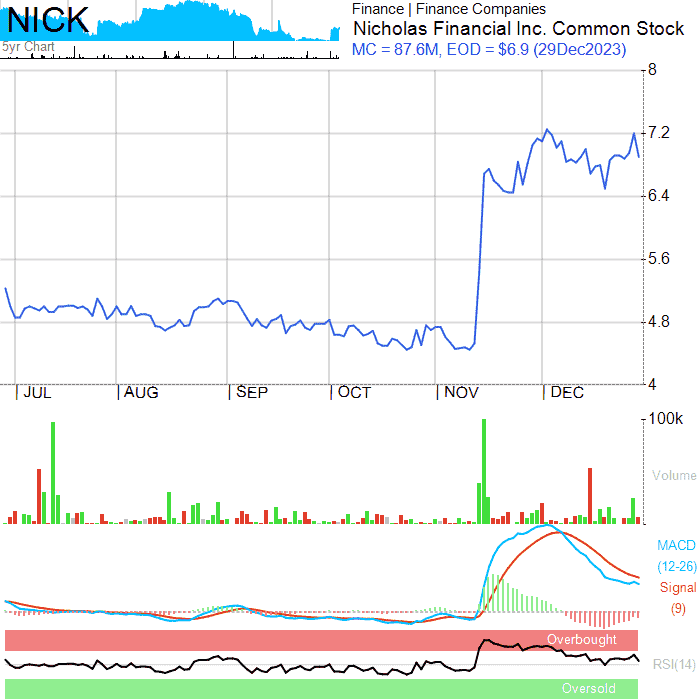 NICK
5yr Chart
Finance | Finance Companies
Nicholas Financial Inc. Common Stock
MC = 87.6M, EOD = $6.9 (29Dec2023)
8
7.2
6.4
5.6
4.8
4
JUL AUG SEP OCT NOV DEC
100k
Volume
MACD
(12-26)
Signal
(9)
Overbought
RSI(14)
Oversold